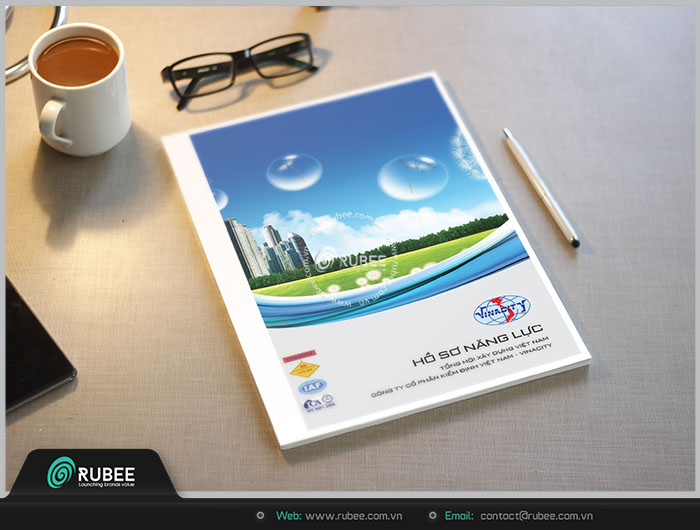 RUBEE
VINACITY
HỒ SƠ NĂNG LỰC
TỔNG HỘI XÂY DỰNG VIỆT NAM
CÔNG TY CỔ PHẦN KIỂM ĐỊNH VIỆT NAM - VINACITY
IAF
RUBEE
Launching brands value
Web: www.rubee.com.vn
Email: contact@rubee.com.vn